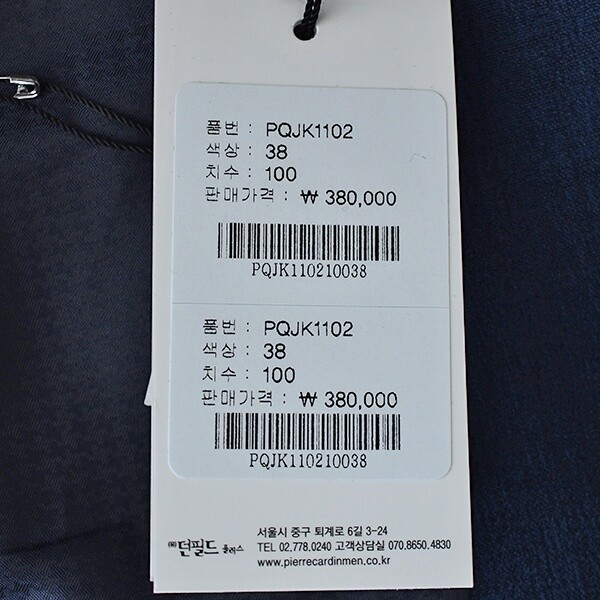 품번 : PQJK1102
색상 : 38
치수 : 100
판매가격 : ₩ 380,000
PQJK110210038
품번 : PQJK1102
색상 : 38
치수 : 100
판매가격 : ₩ 380,000
PQJK110210038
㈜던필드 플러스
서울시 중구 퇴계로 6길 3-24
TEL 02.778.0240 고객상담실 070.8650.4830
www.pierrecardinmen.co.kr